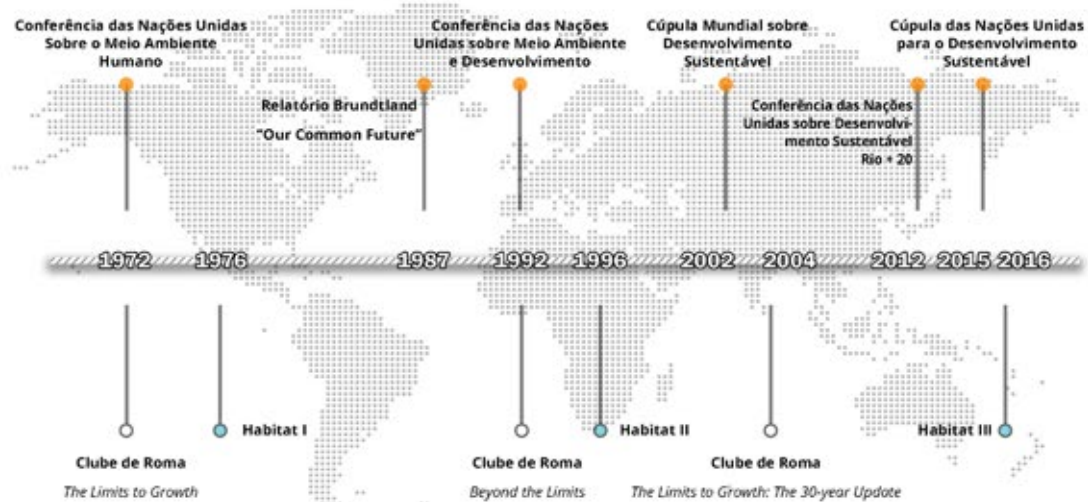 Conferência das Nações Unidas
Sobre o Meio Ambiente
Humano
Conferência das Nações
Unidas sobre Meio Ambiente
e Desenvolvimento
Cúpula Mundial sobre
Desenvolvimento
Sustentável
Cúpula das Nações Unidas
para o Desenvolvimento
Sustentável
Relatório Brundtland
"Our Common Future"
Conferência das Nações
Unidas sobre Desenvolvi-
mento Sustentável
Rio + 20
1972 1976 1987 1992 1996 2002 2004 2012 2015 2016
Habitat I
Habitat II
Habitat III
Clube de Roma
The Limits to Growth
Clube de Roma
Beyond the Limits
Clube de Roma
The Limits to Growth: The 30-year Update